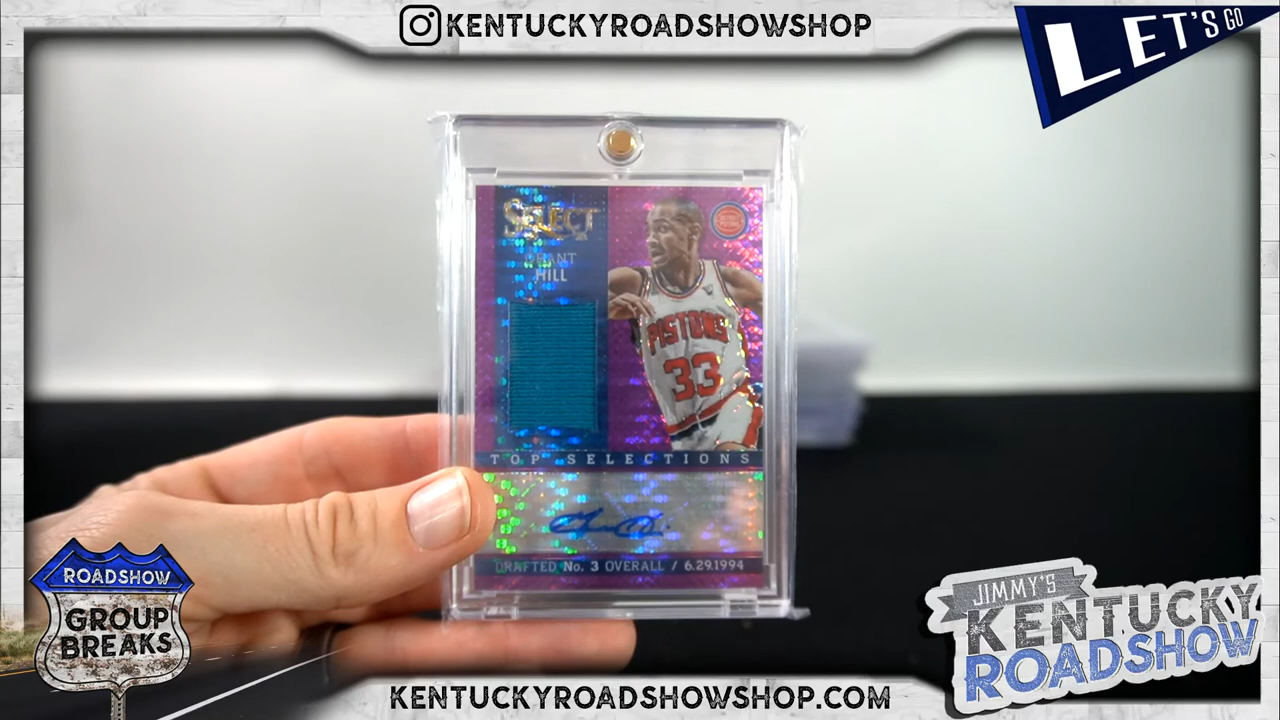 KENTUCKYROADSHOWSHOP
LET'S GO
SELECT
GRANT
HILL
PISTONS
33
TOP SELECTIONS
DRAFTED No. 3 OVERALL / 6.29.1994
ROADSHOW
GROUP
BREAKS
JIMMY'S
KENTUCKY
ROADSHOW
KENTUCKYROADSHOWSHOP.COM